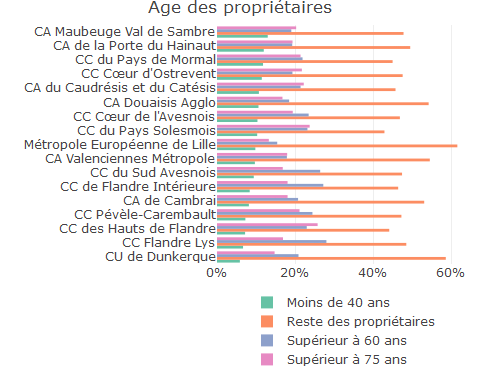 Age des propriétaires
CA Maubeuge Val de Sambre
CA de la Porte du Hainaut
CC du Pays de Mormal
CC Cœur d'Ostrevent
CA du Caudrésis et du Catésis
CA Douaisis Agglo
CC Cœur de l'Avesnois
CC du Pays Solesmois
Métropole Européenne de Lille
CA Valenciennes Métropole
CC du Sud Avesnois
CC de Flandre Intérieure
CA de Cambrai
CC Pévèle-Carembault
CC des Hauts de Flandre
CC Flandre Lys
CU de Dunkerque
0% 20% 40% 60%
Moins de 40 ans
Reste des propriétaires
Supérieur à 60 ans
Supérieur à 75 ans